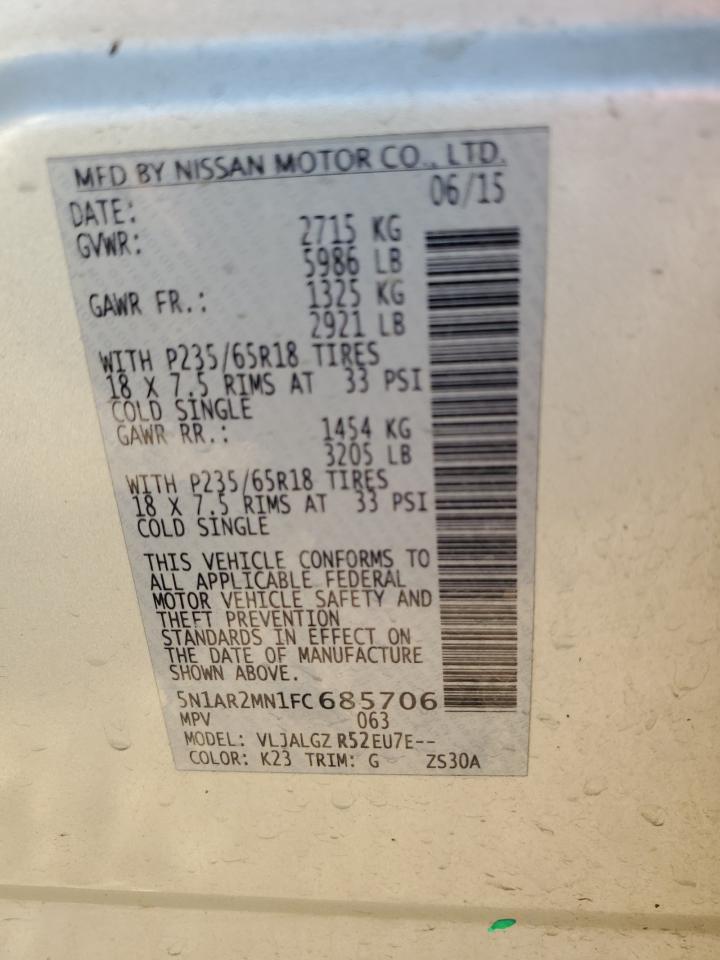 MFD BY NISSAN MOTOR CO., LTD.
DATE: 06/15
GVWR: 2715 KG
5986 LB
GAWR FR.: 1325 KG
2921 LB
WITH P235/65R18 TIRES
18 X 7.5 RIMS AT 33 PSI
COLD SINGLE
GAWR RR.: 1454 KG
3205 LB
WITH P235/65R18 TIRES
18 X 7.5 RIMS AT 33 PSI
COLD SINGLE
THIS VEHICLE CONFORMS TO
ALL APPLICABLE FEDERAL
MOTOR VEHICLE SAFETY AND
THEFT PREVENTION
STANDARDS IN EFFECT ON
THE DATE OF MANUFACTURE
SHOWN ABOVE.
5N1AR2MN1FC685706
MPV 063
MODEL: VLJALGZ R52EU7E--
COLOR: K23 TRIM: G ZS30A